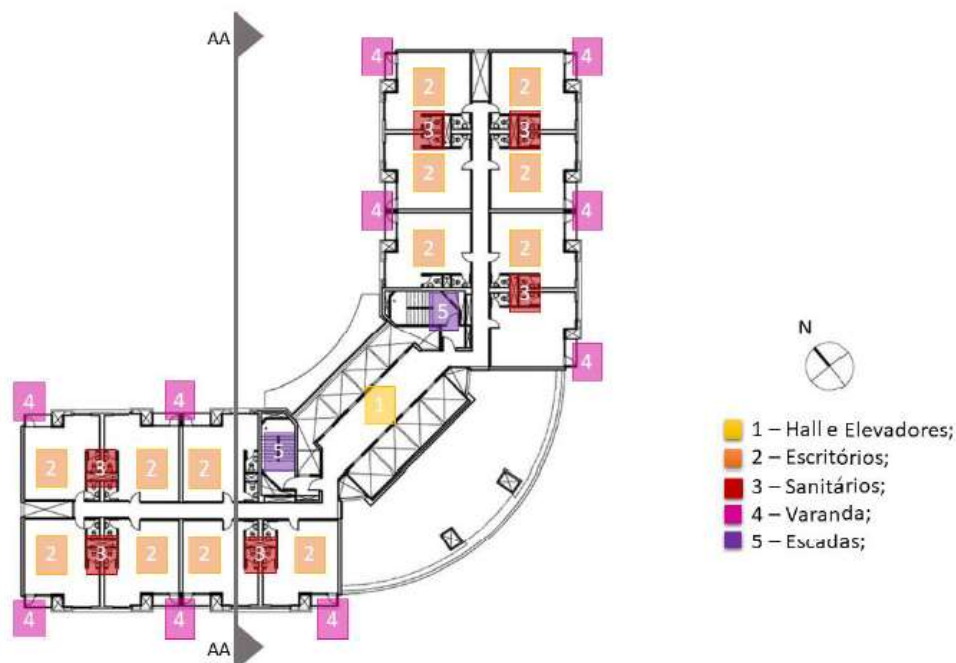 AA
4 4
2 2
3 3
2 2
4 4
2 2
3
5
4
N
1
4 4
1 – Hall e Elevadores;
2 – Escritórios;
3 – Sanitários;
4 – Varanda;
5 – Escadas;
5
2 3 2 2
2 3 2 2 3 2
4 4 4
AA